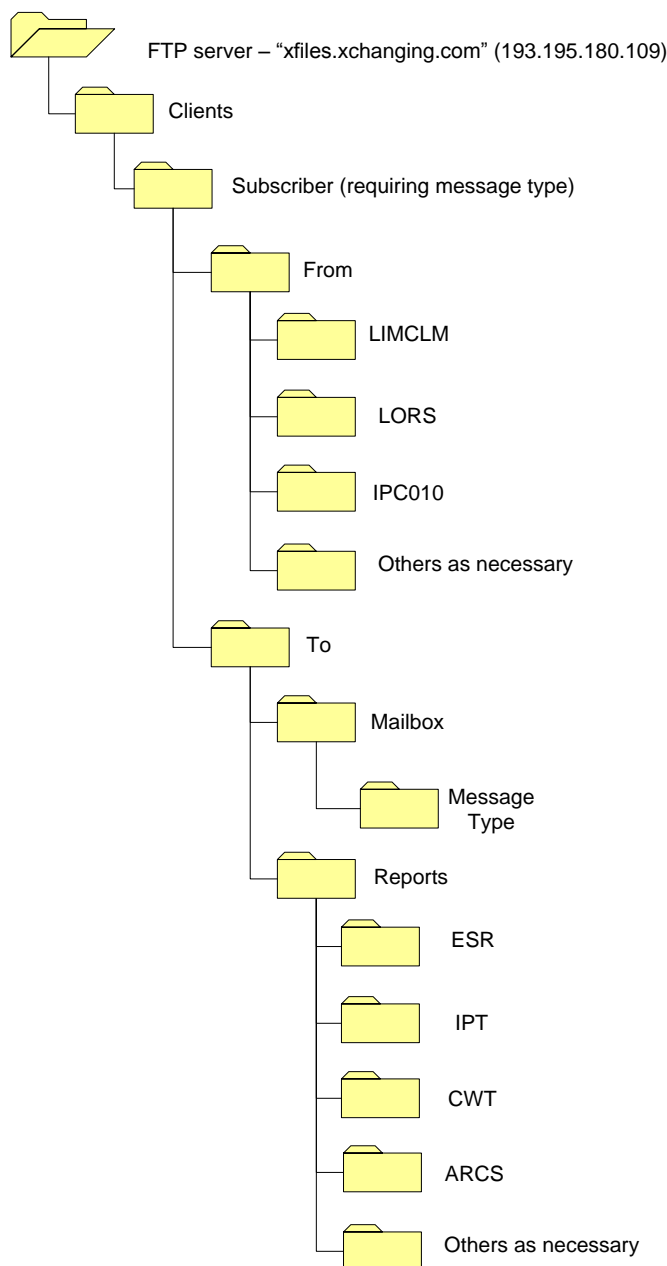 FTP server – “xfiles.xchanging.com” (193.195.180.109)
Clients
Subscriber (requiring message type)
From
LIMCLM
LORS
IPC010
Others as necessary
To
Mailbox
Message
Type
Reports
ESR
IPT
CWT
ARCS
Others as necessary